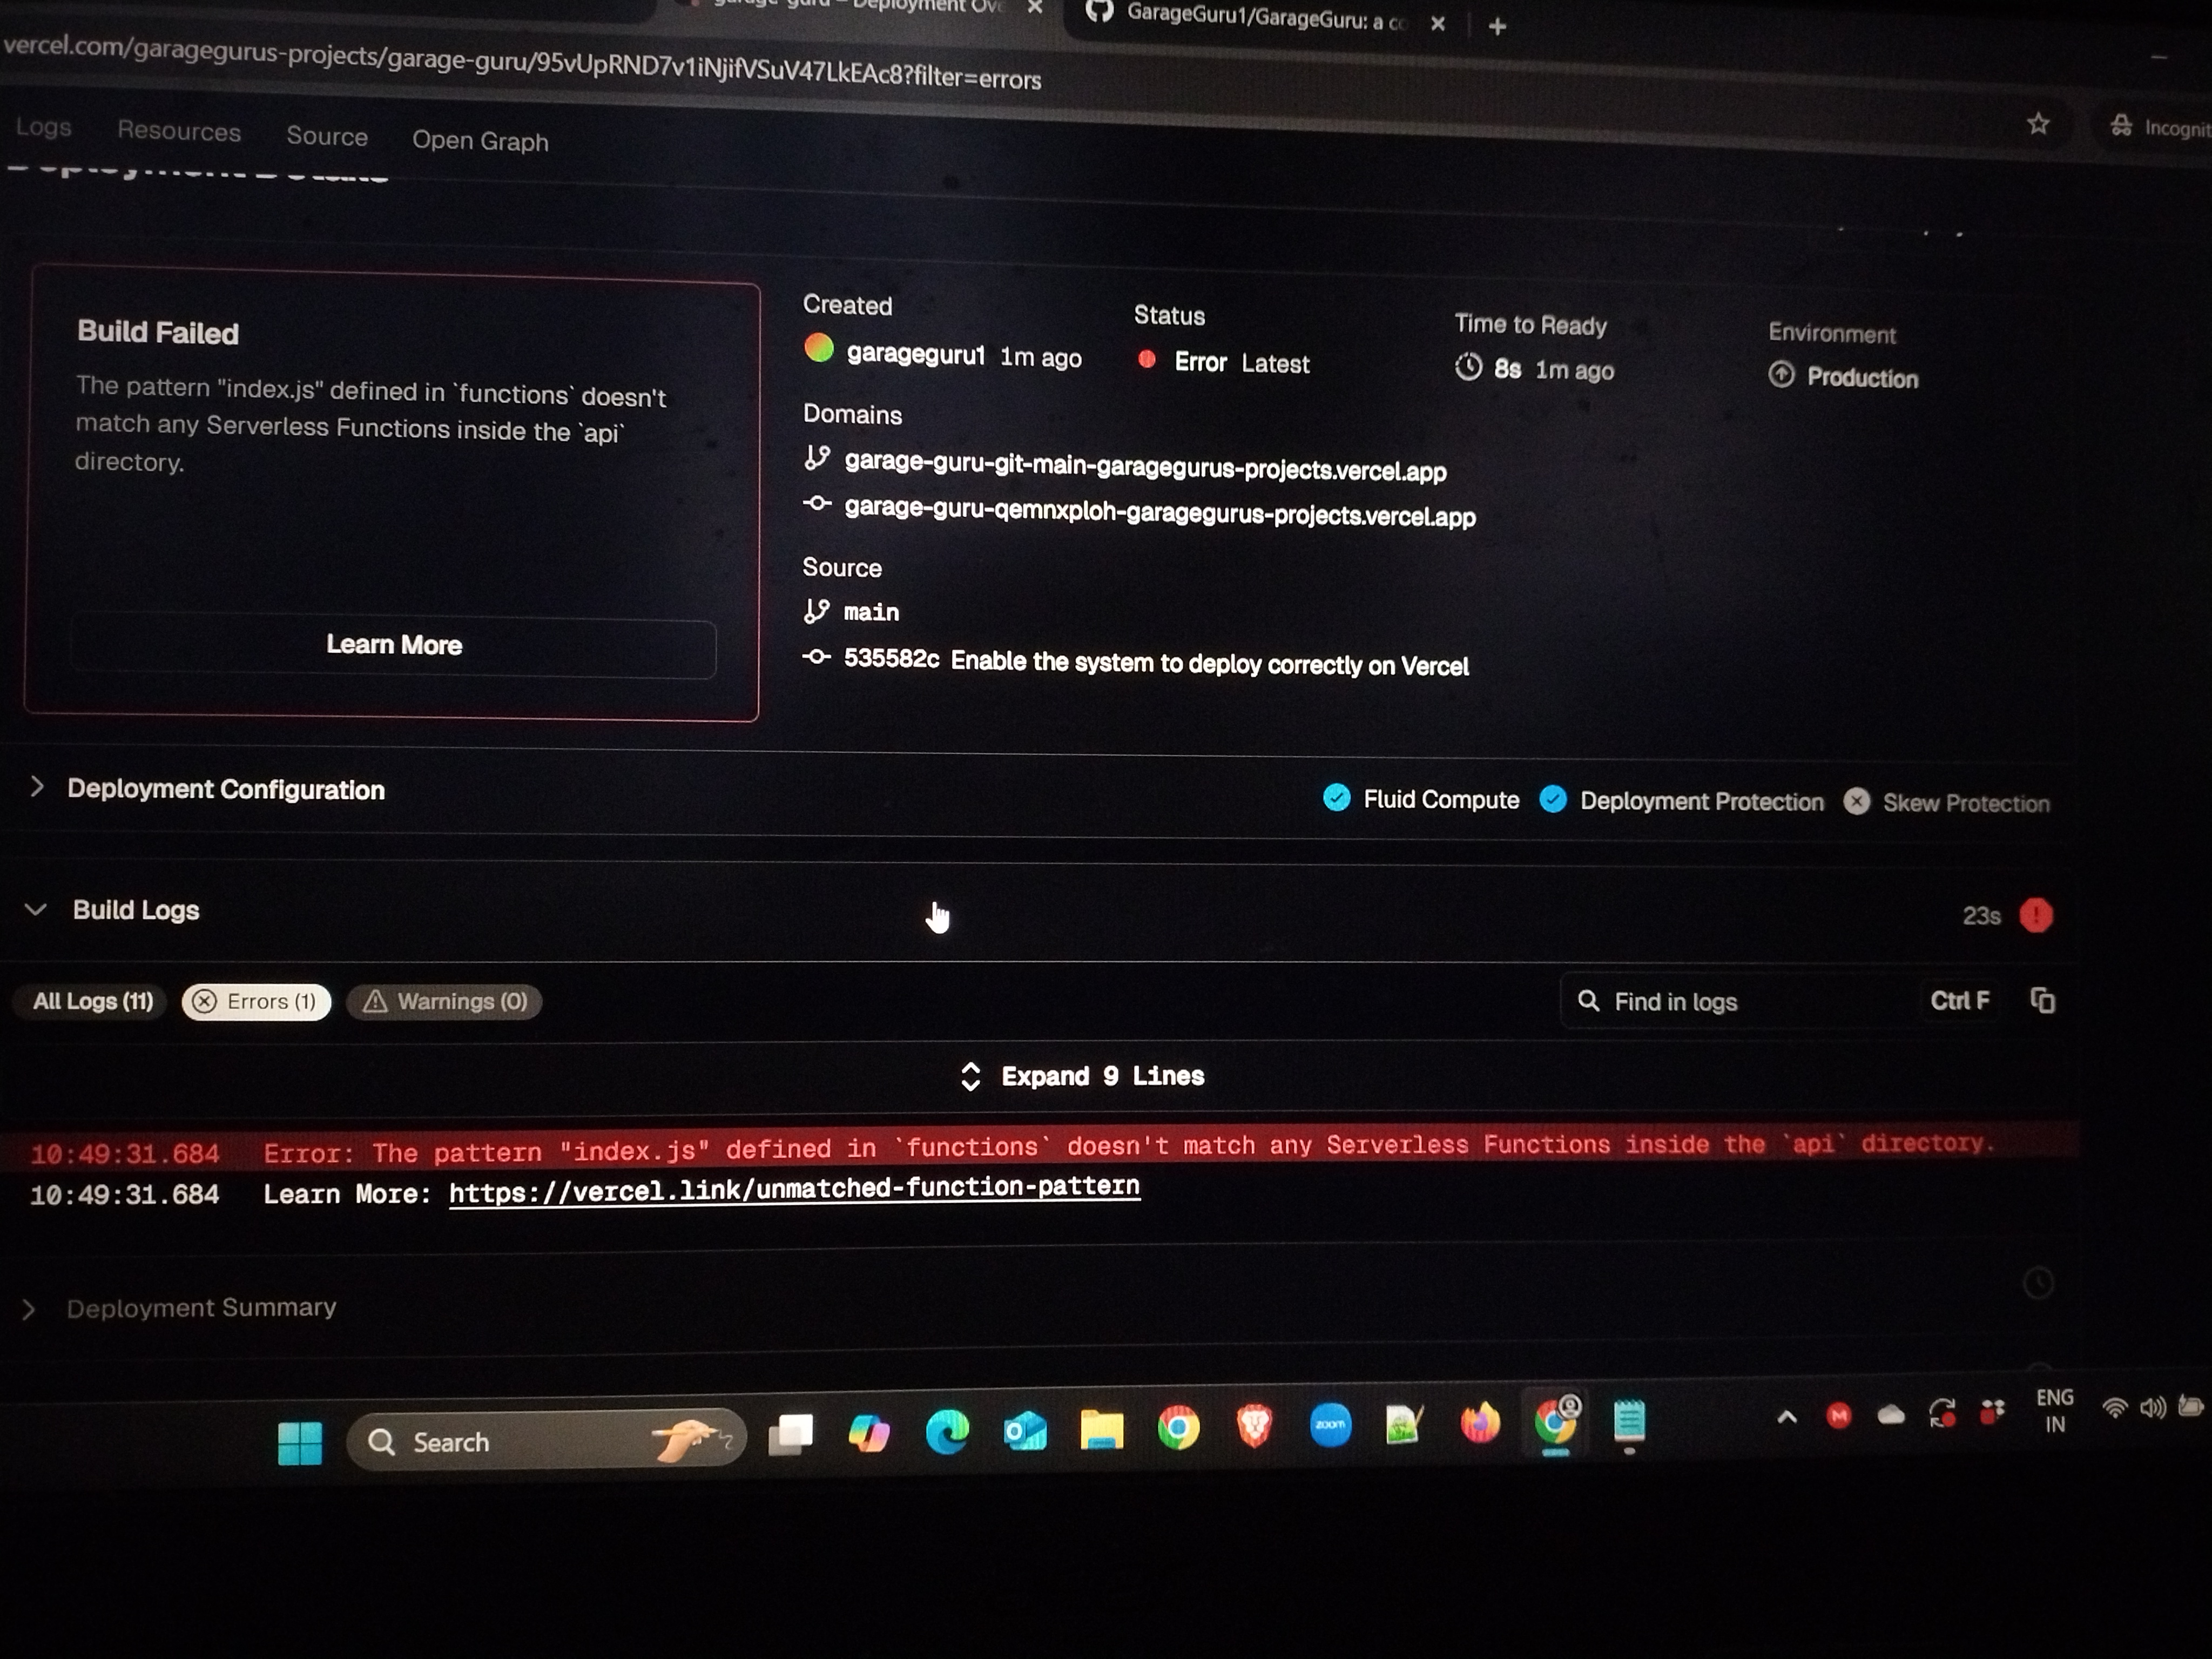 Deployment Ov
GarageGuru1/GarageGuru: a co
vercel.com/garagegurus-projects/garage-guru/95vUpRND7v1iNjifVSuV47LkEAc8?filter=errors
Incognit
Logs Resources Source Open Graph
Deployment Details
Build Failed
The pattern "index.js" defined in `functions` doesn't
match any Serverless Functions inside the `api`
directory.
Learn More
Created Status Time to Ready Environment
garageguru1 1m ago Error Latest 8s 1m ago Production
Domains
garage-guru-git-main-garagegurus-projects.vercel.app
garage-guru-qemnxploh-garagegurus-projects.vercel.app
Source
main
535582c Enable the system to deploy correctly on Vercel
Deployment Configuration Fluid Compute Deployment Protection Skew Protection
Build Logs 23s
All Logs (11) Errors (1) Warnings (0) Find in logs Ctrl F
Expand 9 Lines
10:49:31.684 Error: The pattern "index.js" defined in `functions` doesn't match any Serverless Functions inside the `api` directory.
10:49:31.684 Learn More: https://vercel.link/unmatched-function-pattern
Deployment Summary
Search zoom M ENG
IN